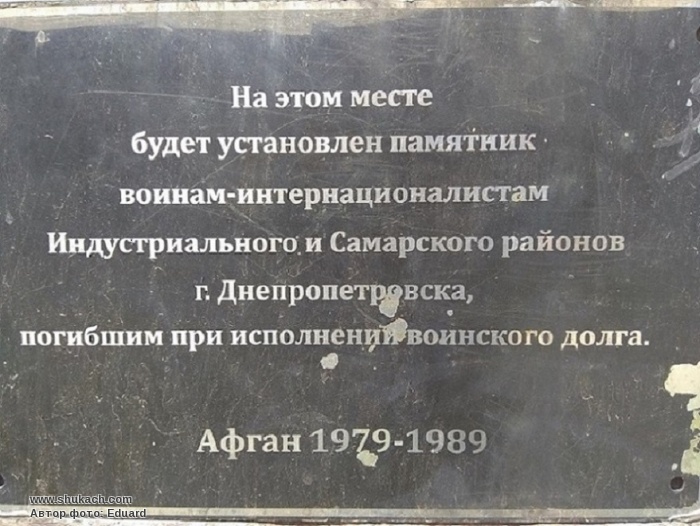 На этом месте
будет установлен памятник
воинам-интернационалистам
Индустриального и Самарского районов
г. Днепропетровска,
погибшим при исполнении воинского долга.
Афган 1979-1989
www.shukach.com
Автор фото: Eduard